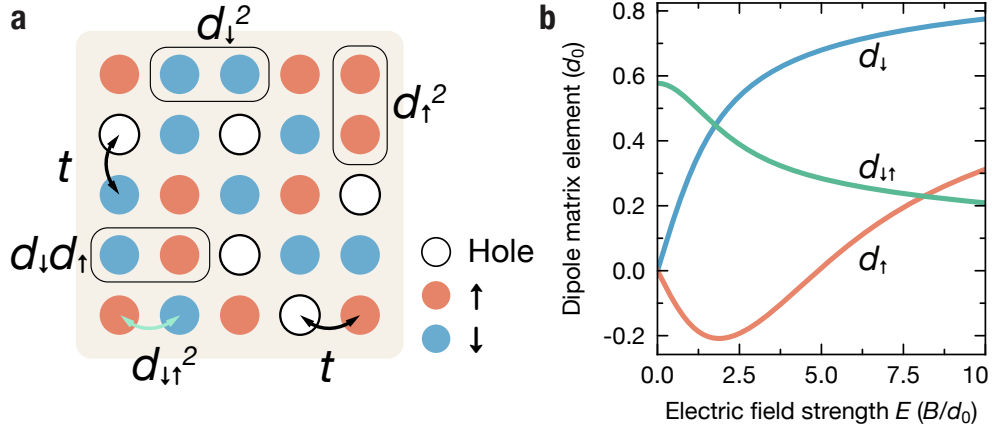 a
d↓²
d↑²
t
d↓d↑
d↓↑²
t
Hole
↑
↓
b
Dipole matrix element (d₀)
0.8
0.6
0.4
0.2
0.0
-0.2
d↓
d↓↑
d↑
0.0 2.5 5.0 7.5 10
Electric field strength E (B/d₀)